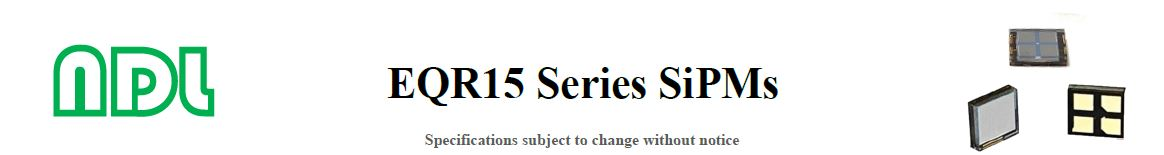 NDL
EQR15 Series SiPMs
Specifications subject to change without notice